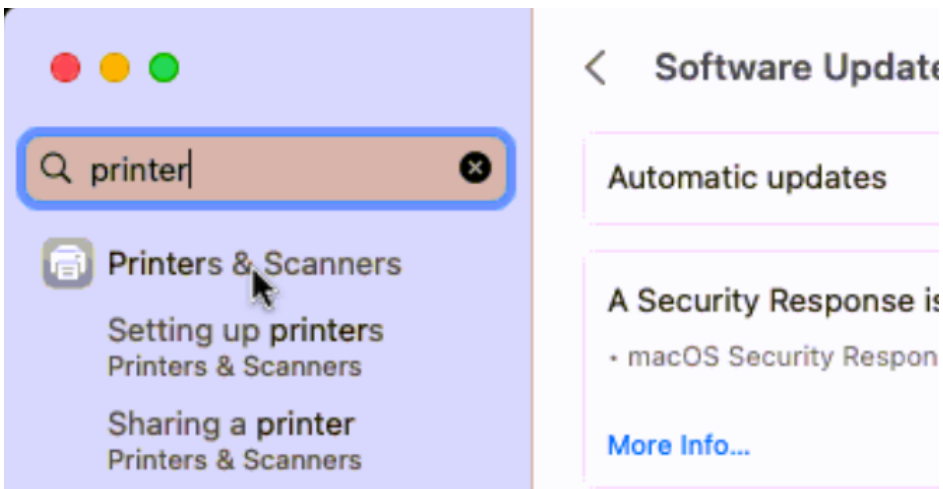 printer
Printers & Scanners
Setting up printers
Printers & Scanners
Sharing a printer
Printers & Scanners
Software Update
Automatic updates
A Security Response is
• macOS Security Respon
More Info...